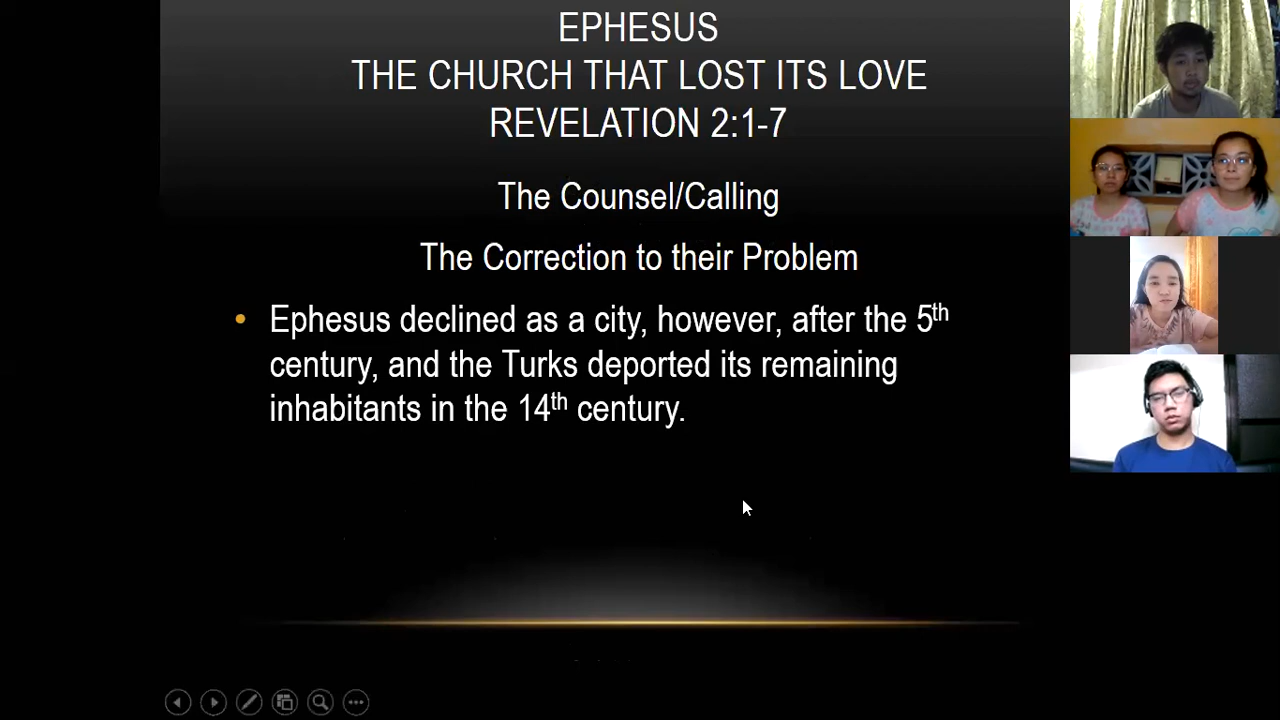 EPHESUS
THE CHURCH THAT LOST ITS LOVE
REVELATION 2:1-7
The Counsel/Calling
The Correction to their Problem
• Ephesus declined as a city, however, after the 5th
century, and the Turks deported its remaining
inhabitants in the 14th century.